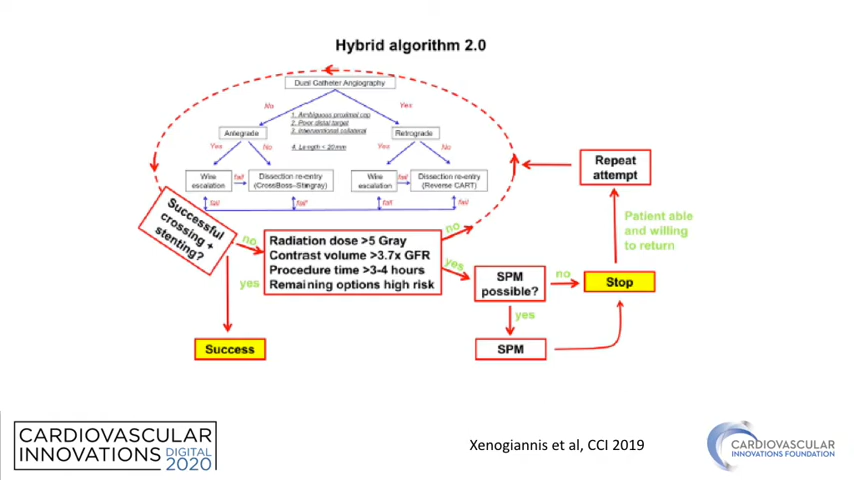 Hybrid algorithm 2.0
Dual Catheter Angiography
No
Yes
1. Ambiguous proximal cap
2. Poor distal target
3. Interventional collateral
Antegrade
Retrograde
4. Length < 20mm
Yes
No
Yes
No
Wire
escalation
fail
Dissection re-entry
(CrossBoss–Stingray)
Wire
escalation
fail
Dissection re-entry
(Reverse CART)
fail
fail
fail
fail
Repeat
attempt
Successful
crossing +
stenting?
no
Radiation dose >5 Gray
Contrast volume >3.7x GFR
Procedure time >3-4 hours
Remaining options high risk
no
yes
Patient able
and willing
to return
SPM
possible?
no
Stop
yes
yes
Success
SPM
CARDIOVASCULAR
INNOVATIONS DIGITAL
2020
Xenogiannis et al, CCI 2019
CARDIOVASCULAR
INNOVATIONS FOUNDATION